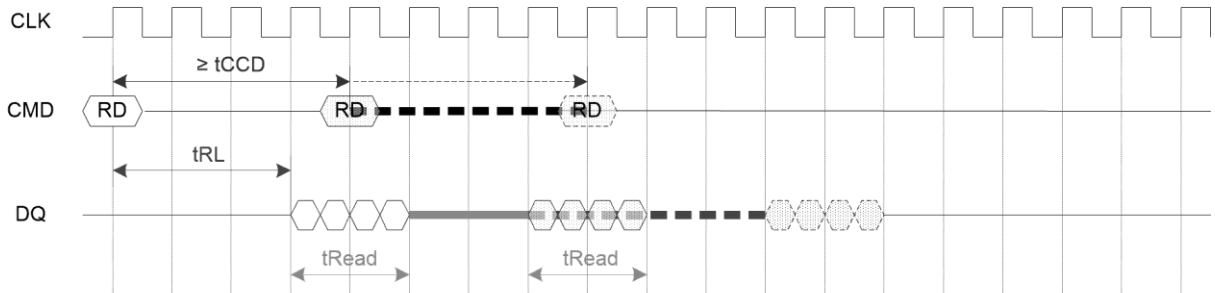 CLK
≥ tCCD
CMD RD RD RD
tRL
DQ
tRead tRead